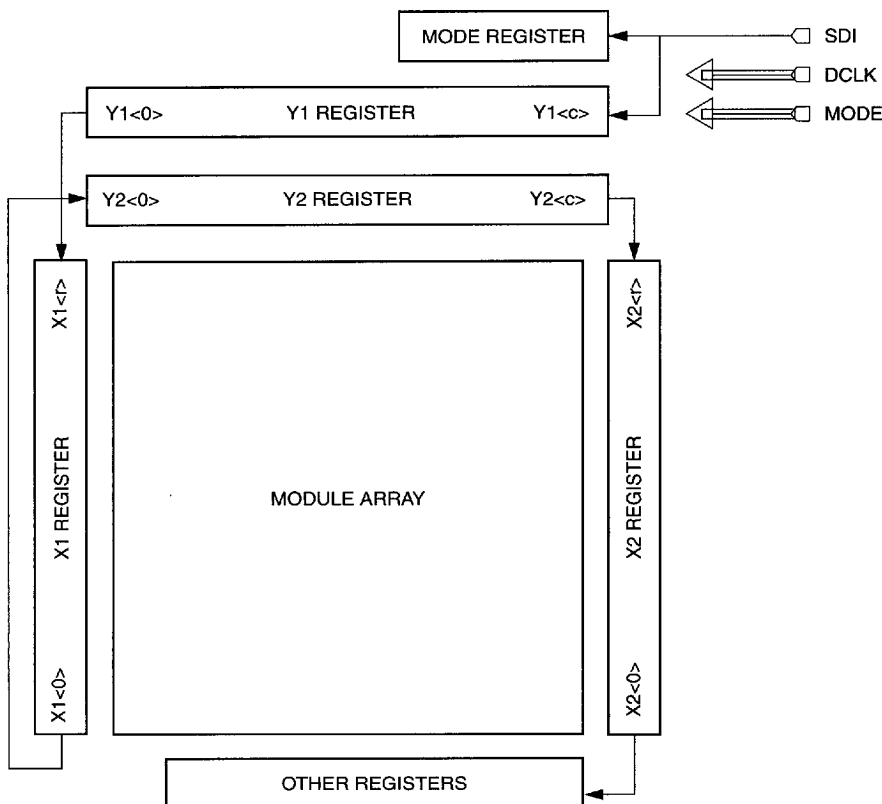 MODE REGISTER
SDI
DCLK
MODE
Y1<0> Y1 REGISTER Y1<c>
Y2<0> Y2 REGISTER Y2<c>
X1<r>
X1 REGISTER
X1<0>
MODULE ARRAY
X2<r>
X2 REGISTER
X2<0>
OTHER REGISTERS